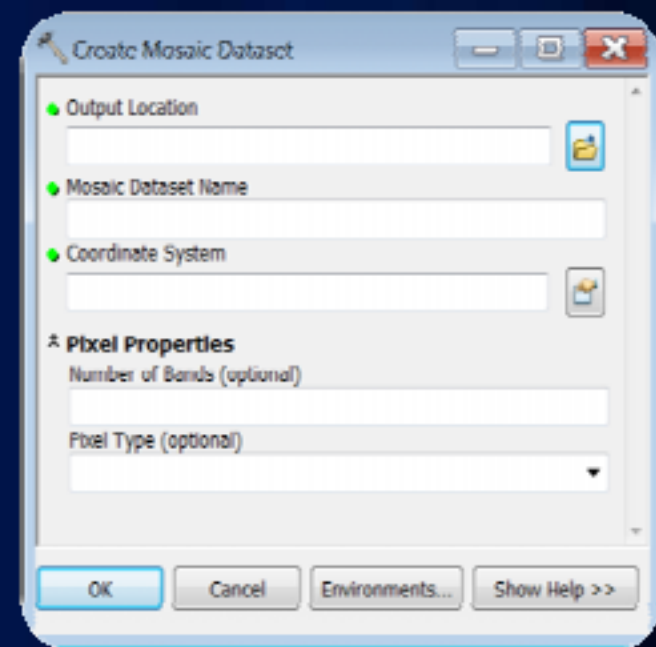 Create Mosaic Dataset
Output Location
Mosaic Dataset Name
Coordinate System
Pixel Properties
Number of Bands (optional)
Pixel Type (optional)
OK Cancel Environments... Show Help >>